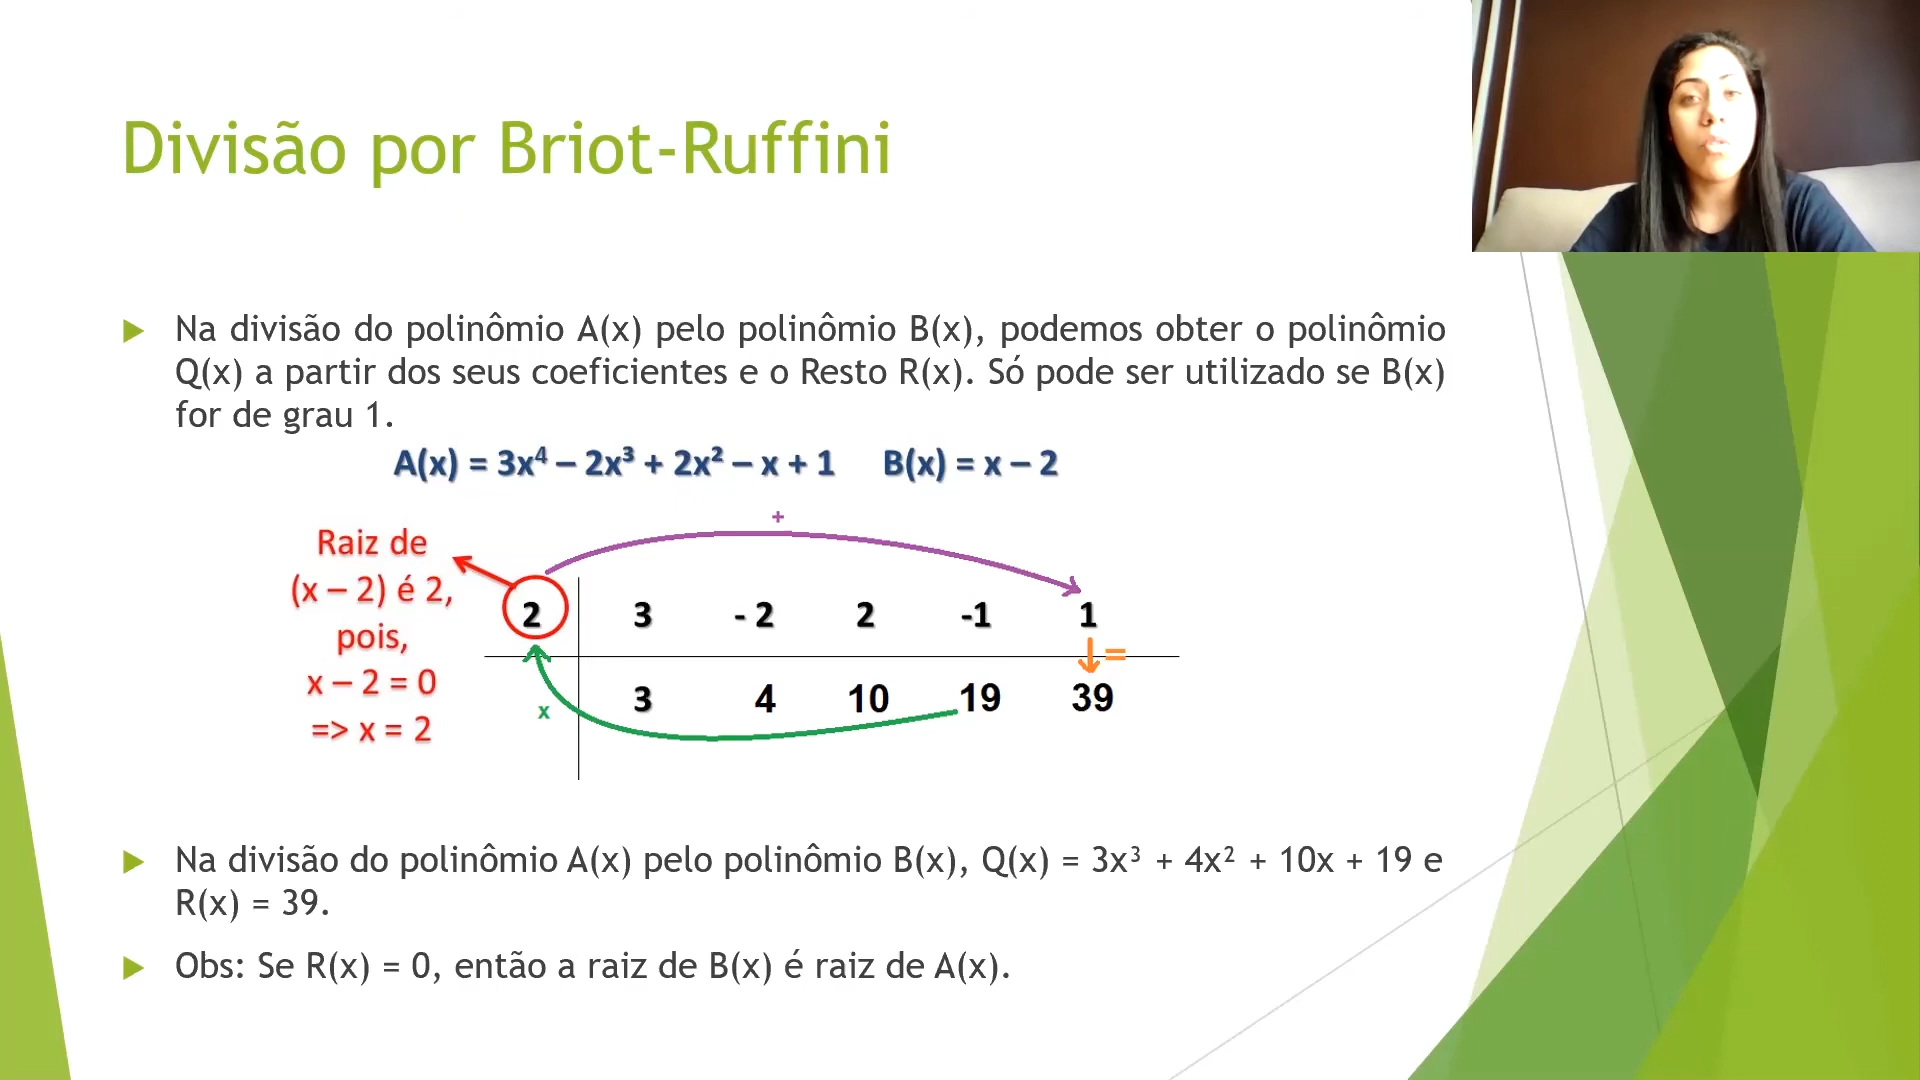 Divisão por Briot-Ruffini
Na divisão do polinômio A(x) pelo polinômio B(x), podemos obter o polinômio
Q(x) a partir dos seus coeficientes e o Resto R(x). Só pode ser utilizado se B(x)
for de grau 1.
A(x) = 3x⁴ – 2x³ + 2x² – x + 1 B(x) = x – 2
+
Raiz de
(x – 2) é 2,
pois,
x – 2 = 0
=> x = 2
2 3 - 2 2 -1 1
=
3 4 10 19 39
x
Na divisão do polinômio A(x) pelo polinômio B(x), Q(x) = 3x³ + 4x² + 10x + 19 e
R(x) = 39.
Obs: Se R(x) = 0, então a raiz de B(x) é raiz de A(x).